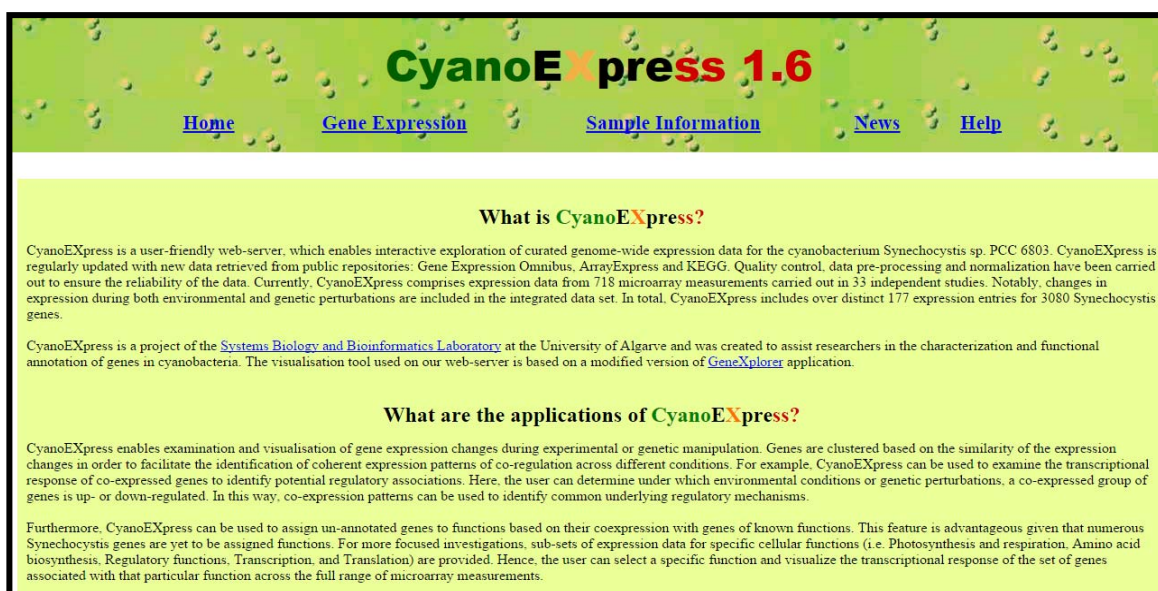 CyanoEXpress 1.6
Home Gene Expression Sample Information News Help
What is CyanoEXpress?
CyanoEXpress is a user-friendly web-server, which enables interactive exploration of curated genome-wide expression data for the cyanobacterium Synechocystis sp. PCC 6803. CyanoEXpress is
regularly updated with new data retrieved from public repositories: Gene Expression Omnibus, ArrayExpress and KEGG. Quality control, data pre-processing and normalization have been carried
out to ensure the reliability of the data. Currently, CyanoEXpress comprises expression data from 718 microarray measurements carried out in 33 independent studies. Notably, changes in
expression during both environmental and genetic perturbations are included in the integrated data set. In total, CyanoEXpress includes over distinct 177 expression entries for 3080 Synechocystis
genes.
CyanoEXpress is a project of the Systems Biology and Bioinformatics Laboratory at the University of Algarve and was created to assist researchers in the characterization and functional
annotation of genes in cyanobacteria. The visualisation tool used on our web-server is based on a modified version of GeneXplorer application.
What are the applications of CyanoEXpress?
CyanoEXpress enables examination and visualisation of gene expression changes during experimental or genetic manipulation. Genes are clustered based on the similarity of the expression
changes in order to facilitate the identification of coherent expression patterns of co-regulation across different conditions. For example, CyanoEXpress can be used to examine the transcriptional
response of co-expressed genes to identify potential regulatory associations. Here, the user can determine under which environmental conditions or genetic perturbations, a co-expressed group of
genes is up- or down-regulated. In this way, co-expression patterns can be used to identify common underlying regulatory mechanisms.
Furthermore, CyanoEXpress can be used to assign un-annotated genes to functions based on their coexpression with genes of known functions. This feature is advantageous given that numerous
Synechocystis genes are yet to be assigned functions. For more focused investigations, sub-sets of expression data for specific cellular functions (i.e. Photosynthesis and respiration, Amino acid
biosynthesis, Regulatory functions, Transcription, and Translation) are provided. Hence, the user can select a specific function and visualize the transcriptional response of the set of genes
associated with that particular function across the full range of microarray measurements.